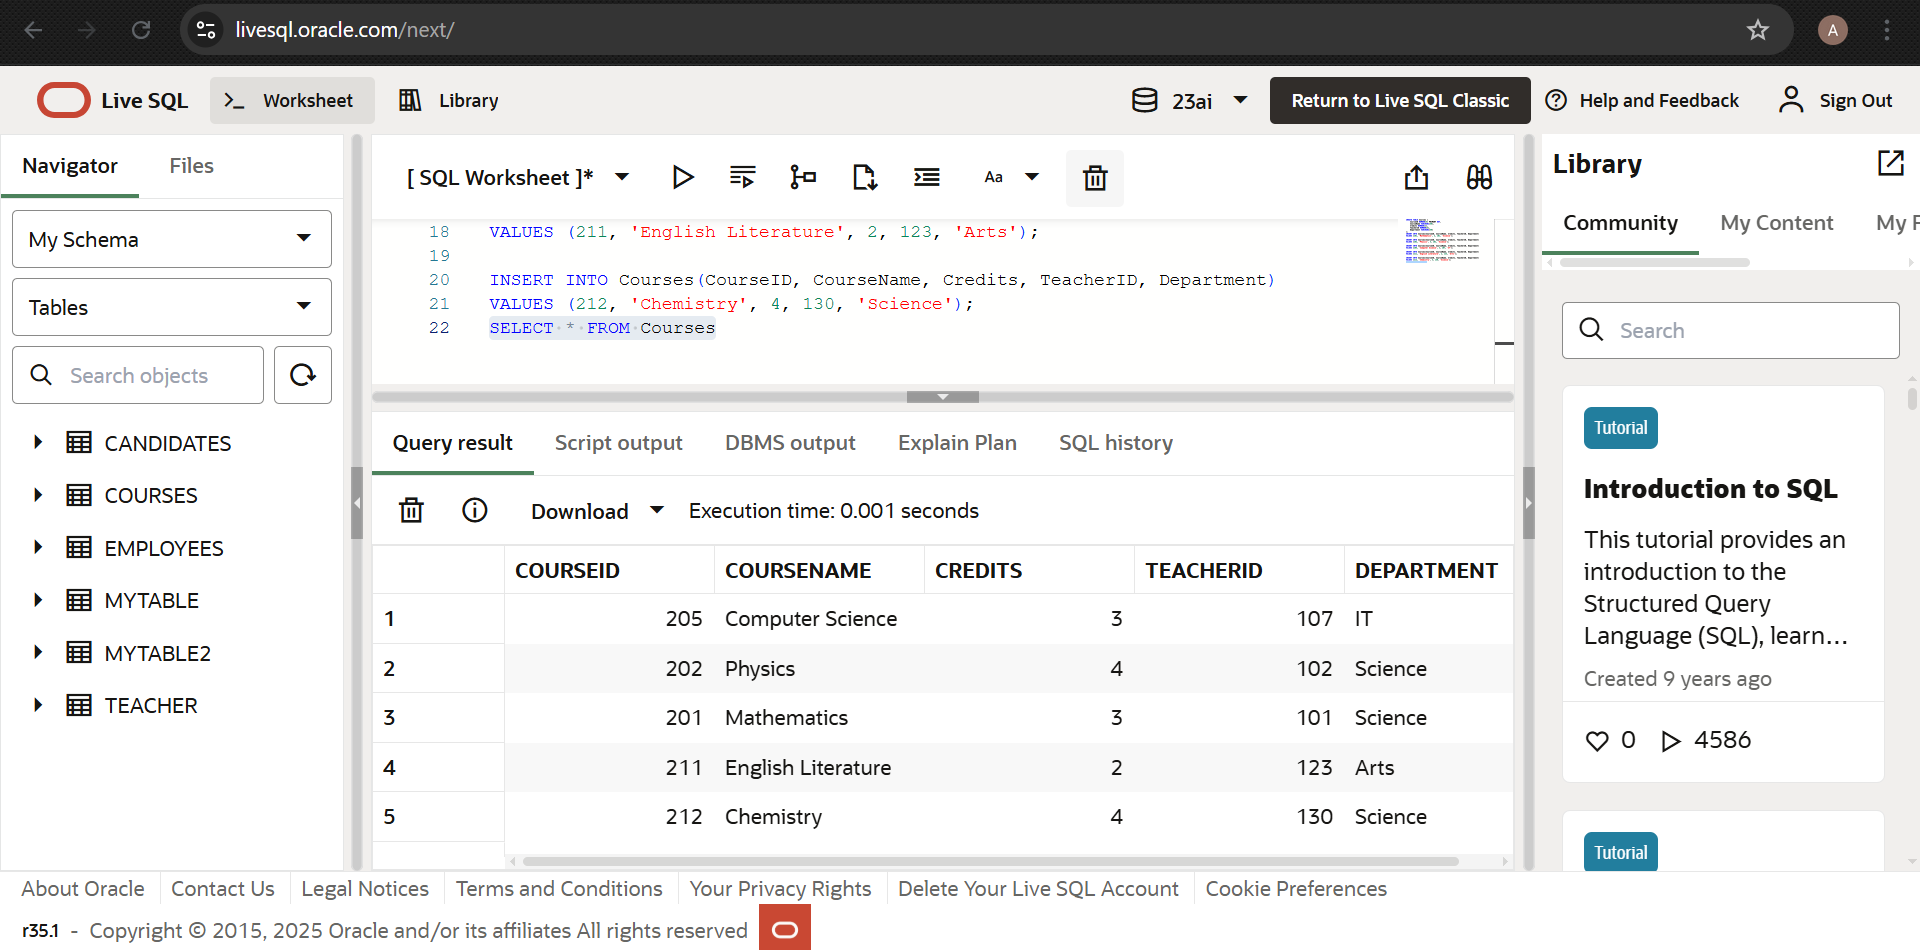 livesql.oracle.com/next/
A
Live SQL
Worksheet
Library
23ai
Return to Live SQL Classic
Help and Feedback
Sign Out
Navigator
Files
My Schema
Tables
Search objects
CANDIDATES
COURSES
EMPLOYEES
MYTABLE
MYTABLE2
TEACHER
[ SQL Worksheet ]*
Aa
18 VALUES (211, 'English Literature', 2, 123, 'Arts');
19
20 INSERT INTO Courses(CourseID, CourseName, Credits, TeacherID, Department)
21 VALUES (212, 'Chemistry', 4, 130, 'Science');
22 SELECT * FROM Courses
Query result
Script output
DBMS output
Explain Plan
SQL history
Download
Execution time: 0.001 seconds
COURSEID COURSENAME CREDITS TEACHERID DEPARTMENT
1 205 Computer Science 3 107 IT
2 202 Physics 4 102 Science
3 201 Mathematics 3 101 Science
4 211 English Literature 2 123 Arts
5 212 Chemistry 4 130 Science
Library
Community
My Content
My
Search
Tutorial
Introduction to SQL
This tutorial provides an
introduction to the
Structured Query
Language (SQL), learn...
Created 9 years ago
0 4586
Tutorial
About Oracle
Contact Us
Legal Notices
Terms and Conditions
Your Privacy Rights
Delete Your Live SQL Account
Cookie Preferences
r35.1 - Copyright © 2015, 2025 Oracle and/or its affiliates All rights reserved